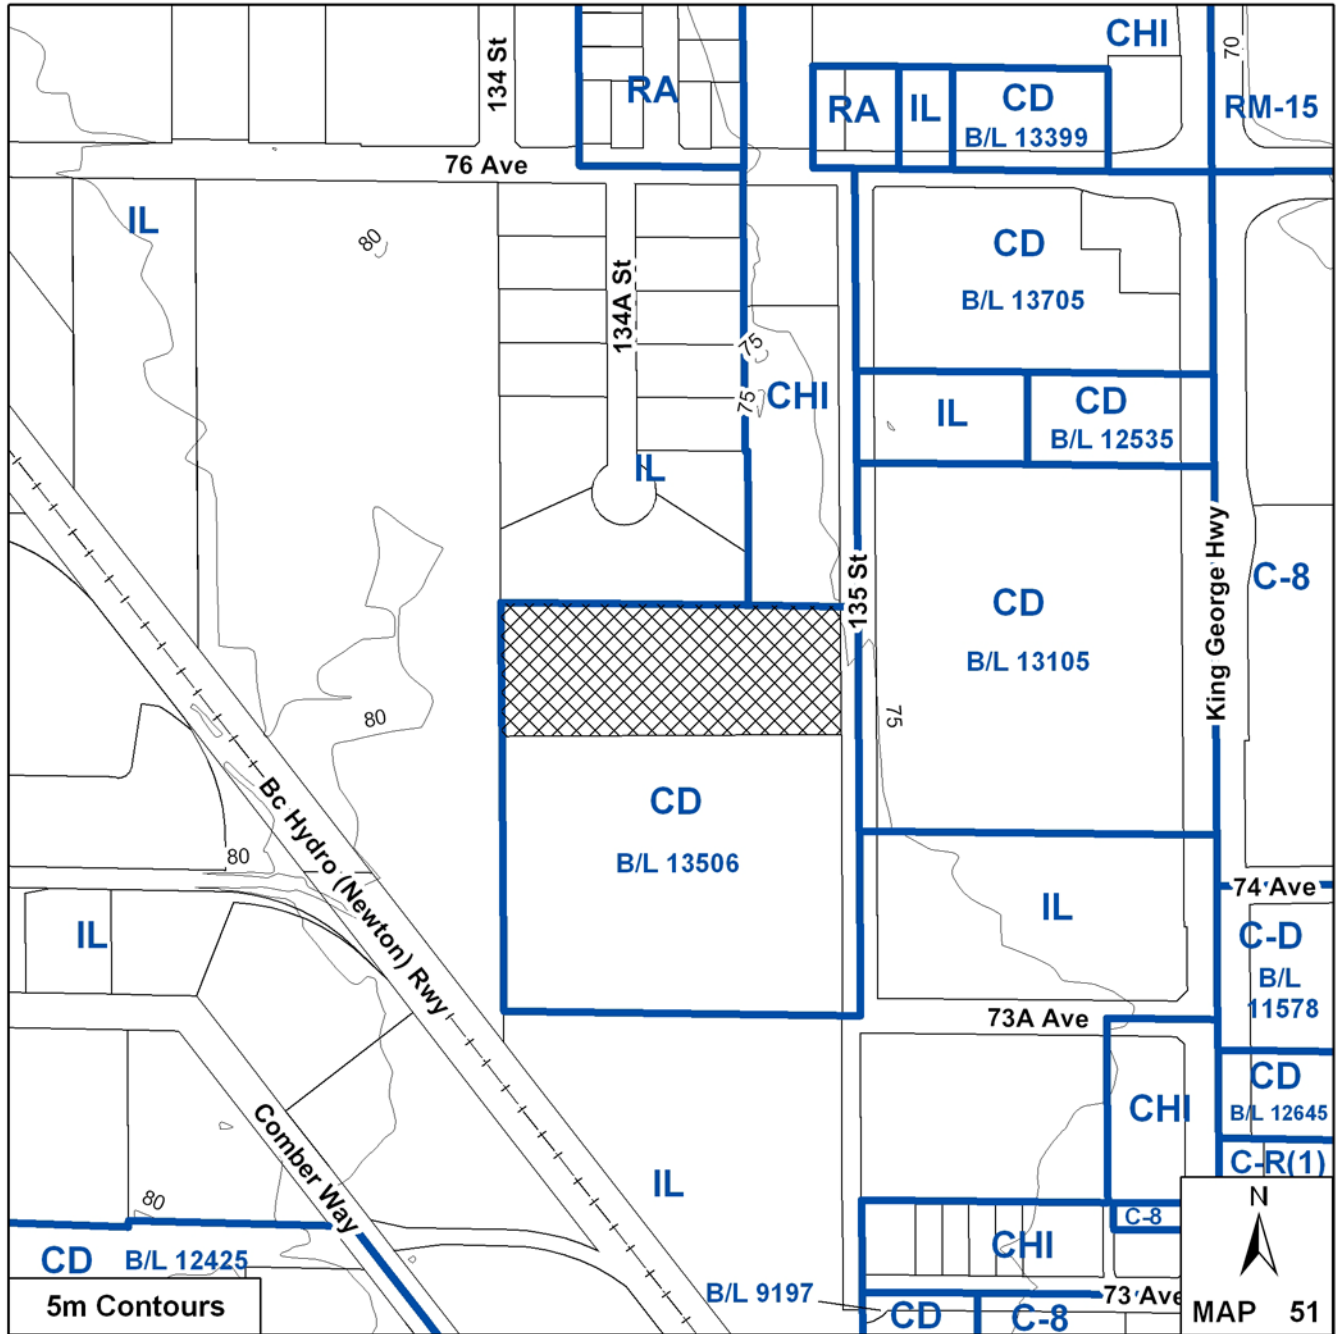 CHI
70
134 St
RA
RA
IL
CD
B/L 13399
RM-15
76 Ave
IL
80
134A St
CD
B/L 13705
75
75
CHI
IL
CD
B/L 12535
IL
King George Hwy
C-8
135 St
CD
B/L 13105
75
80
CD
B/L 13506
Bc Hydro (Newton) Rwy
80
74 Ave
IL
IL
C-D
B/L
11578
73A Ave
CD
B/L 12645
CHI
Comber Way
C-R(1)
IL
80
C-8
N
CHI
CD
B/L 12425
B/L 9197
73 Ave
5m Contours
CD
C-8
MAP 51